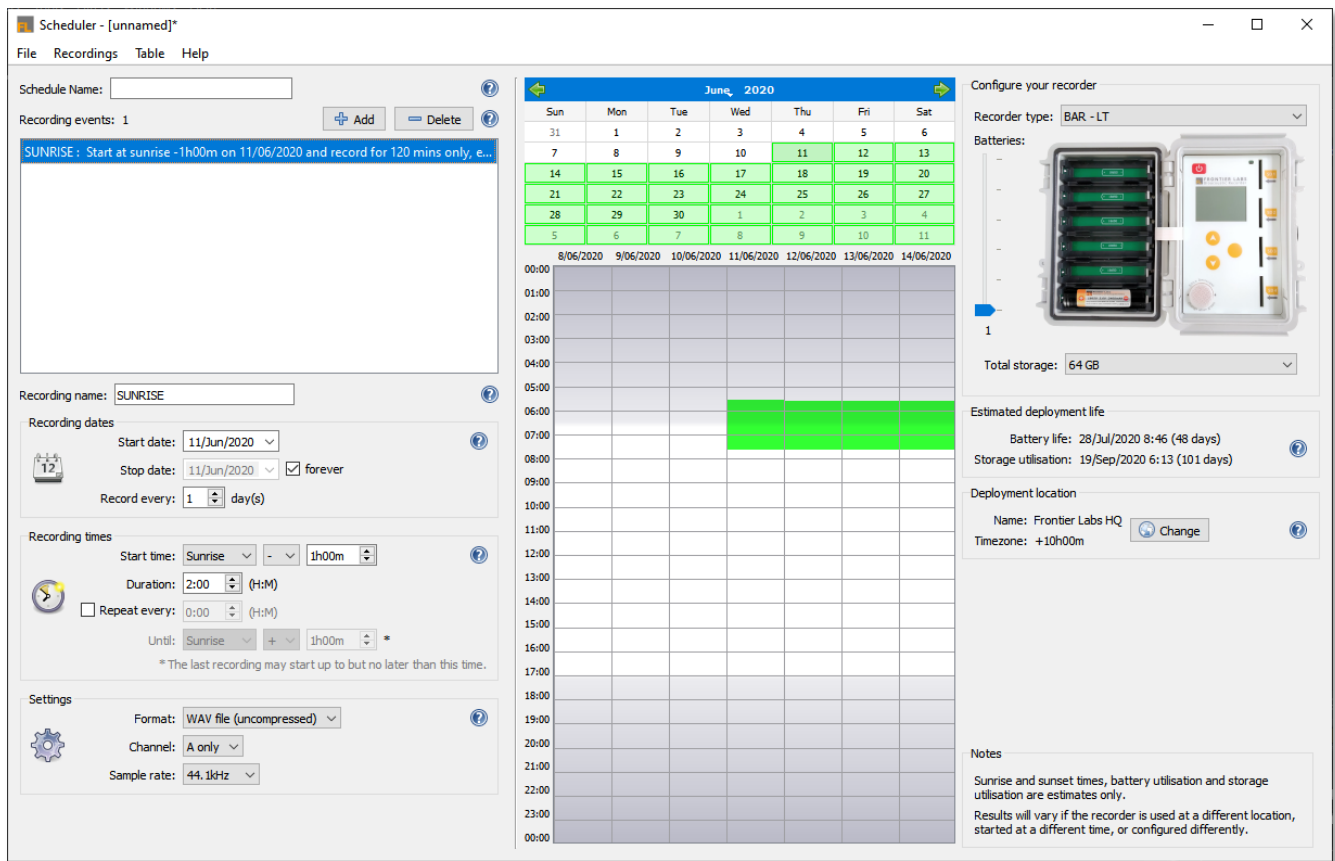 Scheduler - [unnamed]*
File Recordings Table Help
Schedule Name:
Recording events: 1
Add Delete
SUNRISE : Start at sunrise -1h00m on 11/06/2020 and record for 120 mins only, e...
Recording name: SUNRISE
Recording dates
Start date: 11/Jun/2020
12
Stop date: 11/Jun/2020 forever
Record every: 1 day(s)
Recording times
Start time: Sunrise - 1h00m
Duration: 2:00 (H:M)
Repeat every: 0:00 (H:M)
Until: Sunrise + 1h00m *
* The last recording may start up to but no later than this time.
Settings
Format: WAV file (uncompressed)
Channel: A only
Sample rate: 44.1kHz
June, 2020
Sun Mon Tue Wed Thu Fri Sat
31 1 2 3 4 5 6
7 8 9 10 11 12 13
14 15 16 17 18 19 20
21 22 23 24 25 26 27
28 29 30 1 2 3 4
5 6 7 8 9 10 11
8/06/2020 9/06/2020 10/06/2020 11/06/2020 12/06/2020 13/06/2020 14/06/2020
00:00
01:00
02:00
03:00
04:00
05:00
06:00
07:00
08:00
09:00
10:00
11:00
12:00
13:00
14:00
15:00
16:00
17:00
18:00
19:00
20:00
21:00
22:00
23:00
00:00
Configure your recorder
Recorder type: BAR - LT
Batteries:
FRONTIER LABS
1
Total storage: 64 GB
Estimated deployment life
Battery life: 28/Jul/2020 8:46 (48 days)
Storage utilisation: 19/Sep/2020 6:13 (101 days)
Deployment location
Name: Frontier Labs HQ
Change
Timezone: +10h00m
Notes
Sunrise and sunset times, battery utilisation and storage
utilisation are estimates only.
Results will vary if the recorder is used at a different location,
started at a different time, or configured differently.